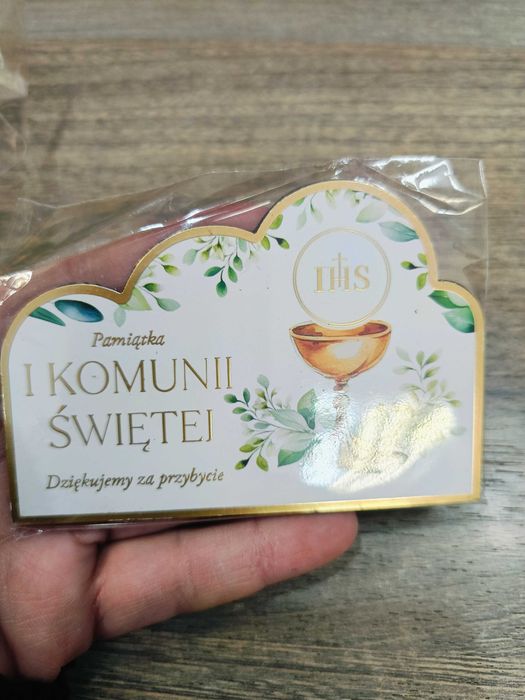 Pamiątka
I KOMUNII
ŚWIĘTEJ
Dziękujemy za przybycie
IHS